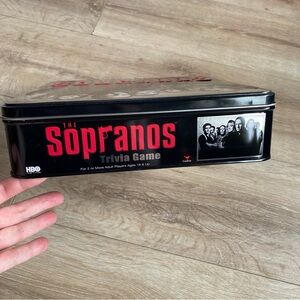 THE
Sopranos
Trivia Game
For 2 or More Adult Players Ages 18 & Up
HBO